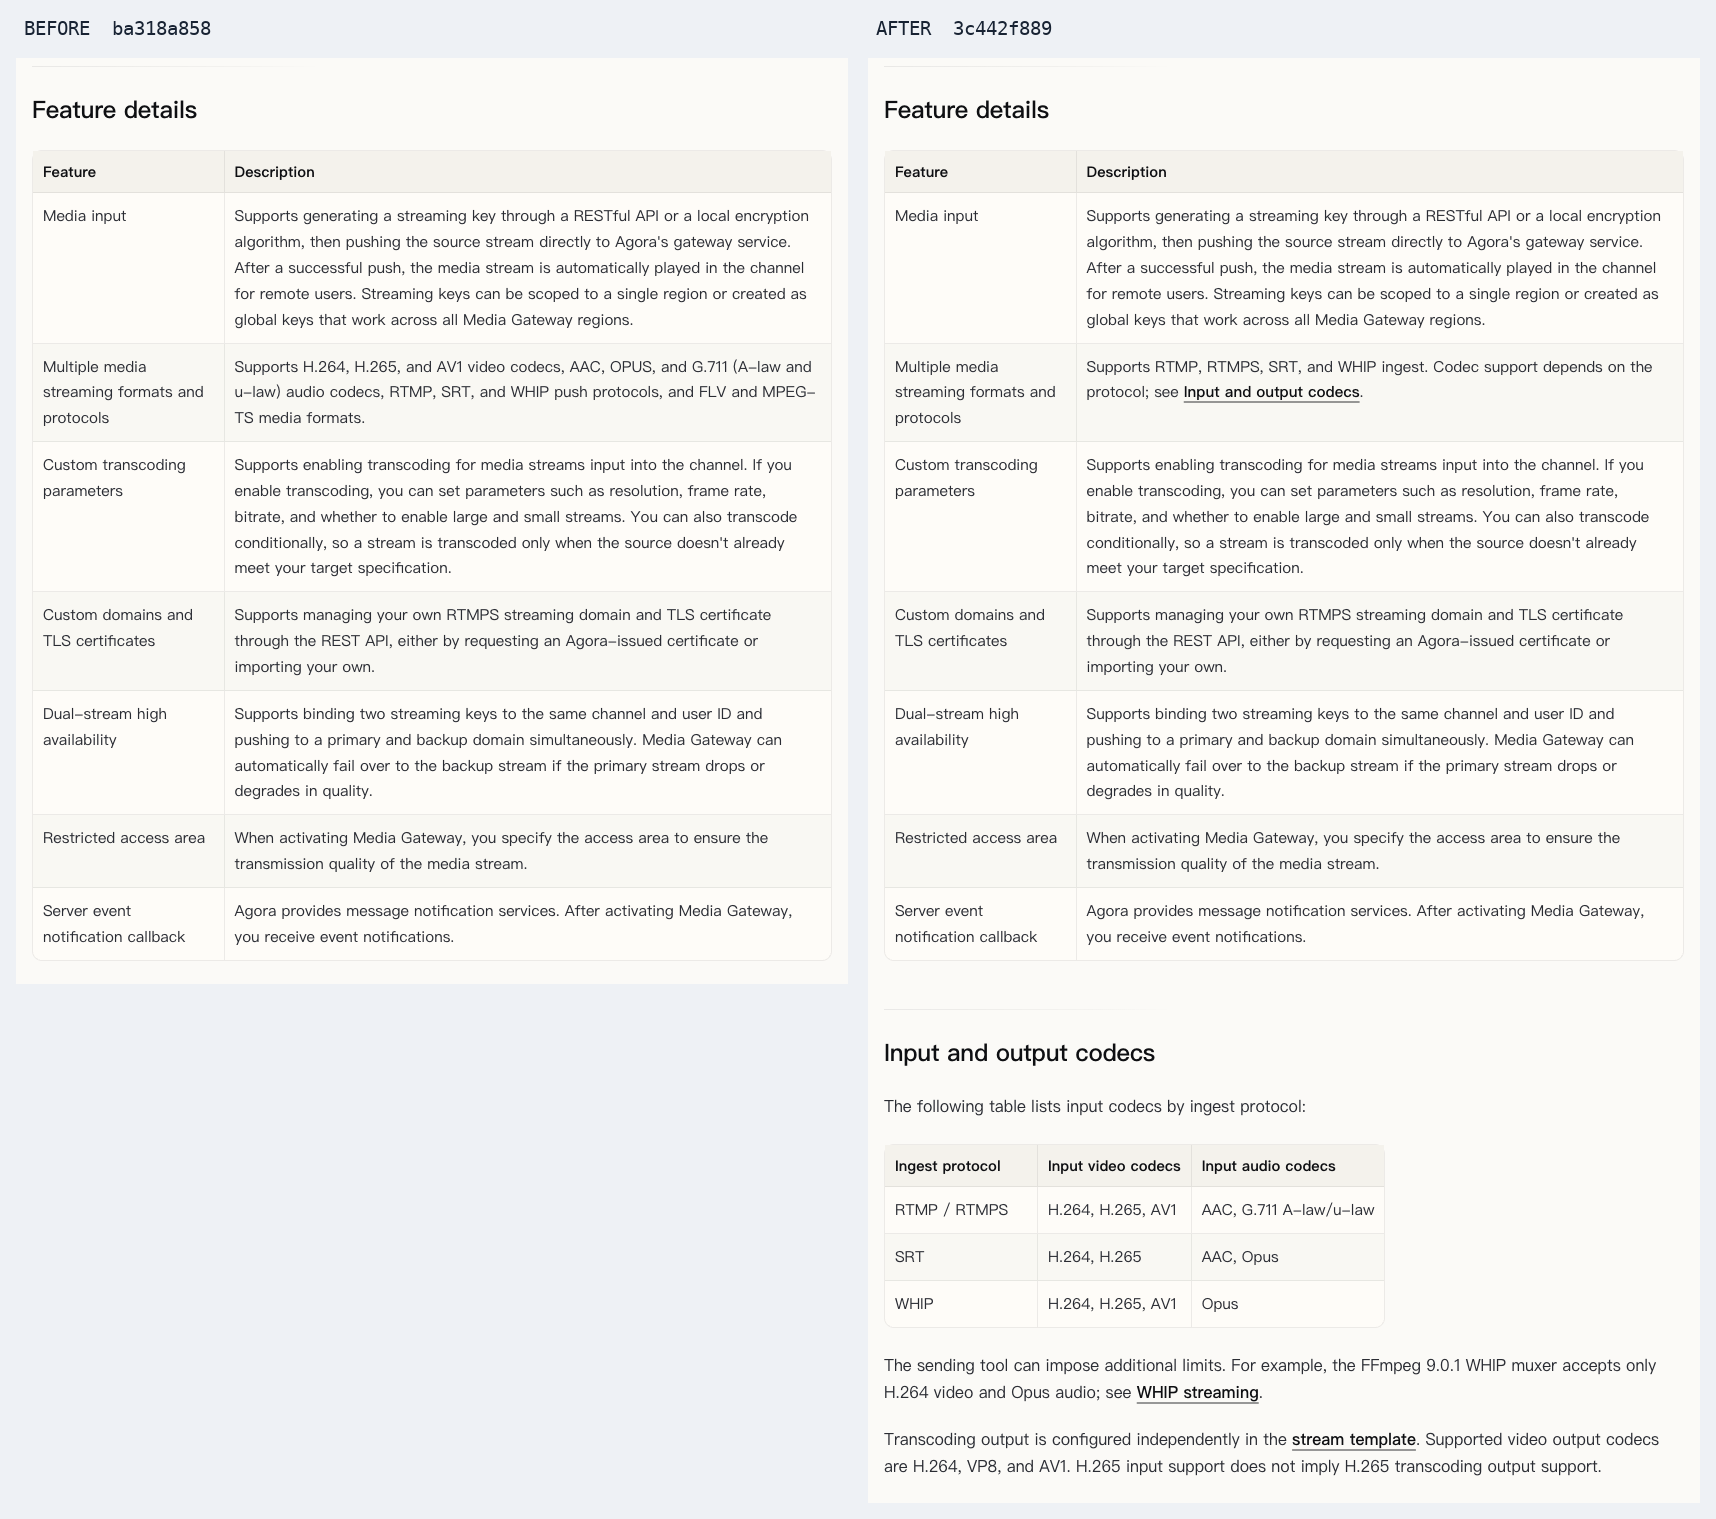 BEFORE ba318a858
Feature details
Feature
Description
Media input
Supports generating a streaming key through a RESTful API or a local encryption
algorithm, then pushing the source stream directly to Agora's gateway service.
After a successful push, the media stream is automatically played in the channel
for remote users. Streaming keys can be scoped to a single region or created as
global keys that work across all Media Gateway regions.
Multiple media
streaming formats and
protocols
Supports H.264, H.265, and AV1 video codecs, AAC, OPUS, and G.711 (A-law and
u-law) audio codecs, RTMP, SRT, and WHIP push protocols, and FLV and MPEG-
TS media formats.
Custom transcoding
parameters
Supports enabling transcoding for media streams input into the channel. If you
enable transcoding, you can set parameters such as resolution, frame rate,
bitrate, and whether to enable large and small streams. You can also transcode
conditionally, so a stream is transcoded only when the source doesn't already
meet your target specification.
Custom domains and
TLS certificates
Supports managing your own RTMPS streaming domain and TLS certificate
through the REST API, either by requesting an Agora-issued certificate or
importing your own.
Dual-stream high
availability
Supports binding two streaming keys to the same channel and user ID and
pushing to a primary and backup domain simultaneously. Media Gateway can
automatically fail over to the backup stream if the primary stream drops or
degrades in quality.
Restricted access area
When activating Media Gateway, you specify the access area to ensure the
transmission quality of the media stream.
Server event
notification callback
Agora provides message notification services. After activating Media Gateway,
you receive event notifications.
AFTER 3c442f889
Feature details
Feature
Description
Media input
Supports generating a streaming key through a RESTful API or a local encryption
algorithm, then pushing the source stream directly to Agora's gateway service.
After a successful push, the media stream is automatically played in the channel
for remote users. Streaming keys can be scoped to a single region or created as
global keys that work across all Media Gateway regions.
Multiple media
streaming formats and
protocols
Supports RTMP, RTMPS, SRT, and WHIP ingest. Codec support depends on the
protocol; see Input and output codecs.
Custom transcoding
parameters
Supports enabling transcoding for media streams input into the channel. If you
enable transcoding, you can set parameters such as resolution, frame rate,
bitrate, and whether to enable large and small streams. You can also transcode
conditionally, so a stream is transcoded only when the source doesn't already
meet your target specification.
Custom domains and
TLS certificates
Supports managing your own RTMPS streaming domain and TLS certificate
through the REST API, either by requesting an Agora-issued certificate or
importing your own.
Dual-stream high
availability
Supports binding two streaming keys to the same channel and user ID and
pushing to a primary and backup domain simultaneously. Media Gateway can
automatically fail over to the backup stream if the primary stream drops or
degrades in quality.
Restricted access area
When activating Media Gateway, you specify the access area to ensure the
transmission quality of the media stream.
Server event
notification callback
Agora provides message notification services. After activating Media Gateway,
you receive event notifications.
Input and output codecs
The following table lists input codecs by ingest protocol:
Ingest protocol
Input video codecs
Input audio codecs
RTMP / RTMPS
H.264, H.265, AV1
AAC, G.711 A-law/u-law
SRT
H.264, H.265
AAC, Opus
WHIP
H.264, H.265, AV1
Opus
The sending tool can impose additional limits. For example, the FFmpeg 9.0.1 WHIP muxer accepts only
H.264 video and Opus audio; see WHIP streaming.
Transcoding output is configured independently in the stream template. Supported video output codecs
are H.264, VP8, and AV1. H.265 input support does not imply H.265 transcoding output support.